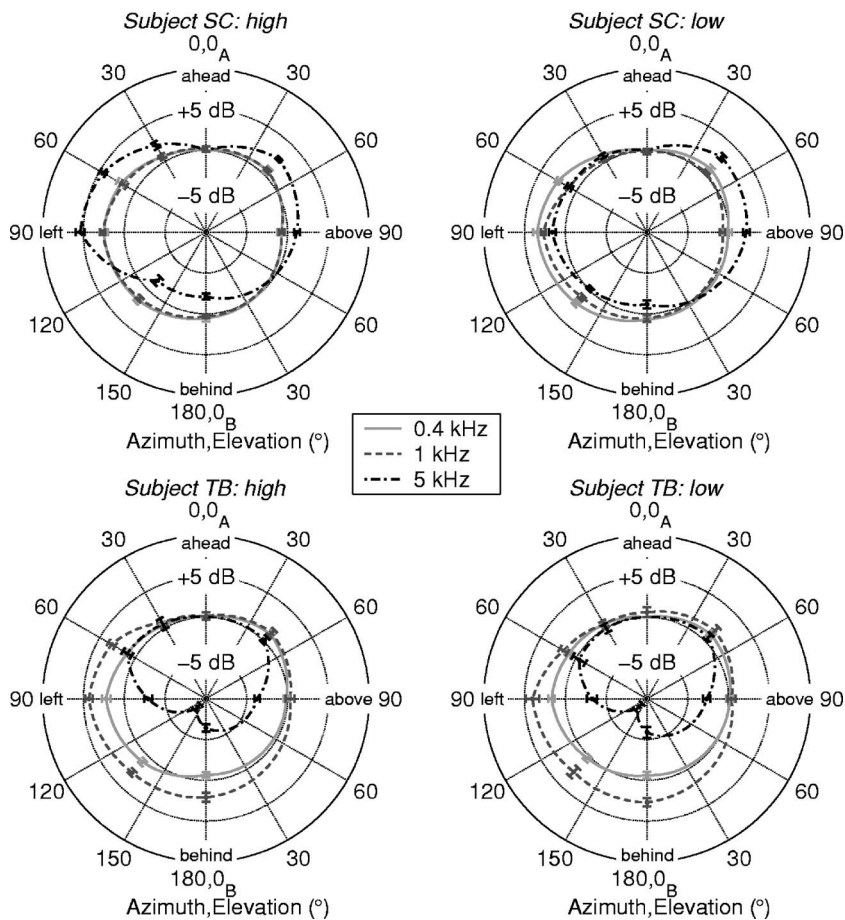 Subject SC: high
0,0A
30 30
ahead
+5 dB
60 60
−5 dB
90 left above 90
120 60
150 30
behind
180,0B
Azimuth,Elevation (°)
Subject SC: low
0,0A
30 30
ahead
+5 dB
60 60
−5 dB
90 left above 90
120 60
150 30
behind
180,0B
Azimuth,Elevation (°)
0.4 kHz
1 kHz
5 kHz
Subject TB: high
0,0A
30 30
ahead
+5 dB
60 60
−5 dB
90 left above 90
120 60
150 30
behind
180,0B
Azimuth,Elevation (°)
Subject TB: low
0,0A
30 30
ahead
+5 dB
60 60
−5 dB
90 left above 90
120 60
150 30
behind
180,0B
Azimuth,Elevation (°)